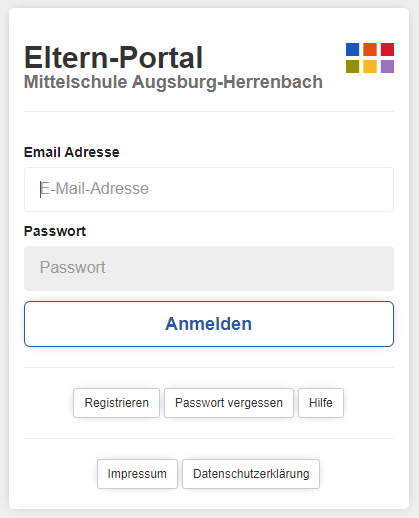 Eltern-Portal
Mittelschule Augsburg-Herrenbach
Email Adresse
E-Mail-Adresse
Passwort
Passwort
Anmelden
Registrieren Passwort vergessen Hilfe
Impressum Datenschutzerklärung